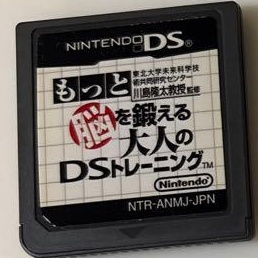 NINTENDO DS
もっと
東北大学未来科学技
術共同研究センター
川島隆太教授監修
脳を鍛える
大人の
DSトレーニング™
Nintendo
NTR-ANMJ-JPN